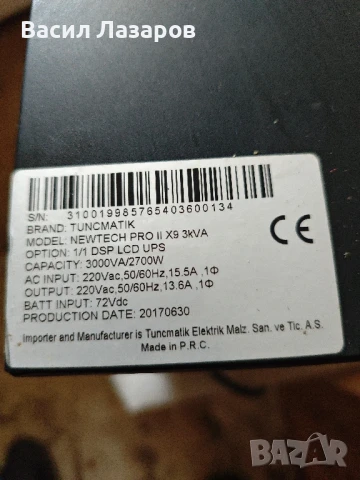 Васил Лазаров
S/N: 310019985765403600134
BRAND: TUNCMATIK
MODEL: NEWTECH PRO II X9 3kVA
OPTION: 1/1 DSP LCD UPS
CAPACITY: 3000VA/2700W
AC INPUT: 220Vac,50/60Hz,15.5A ,1Φ
OUTPUT: 220Vac,50/60Hz,13.6A ,1Φ
BATT INPUT: 72Vdc
PRODUCTION DATE: 20170630
CE
Importer and Manufacturer is Tuncmatik Elektrik Malz. San. ve Tic. A.S.
Made in P.R.C.
BAZAR